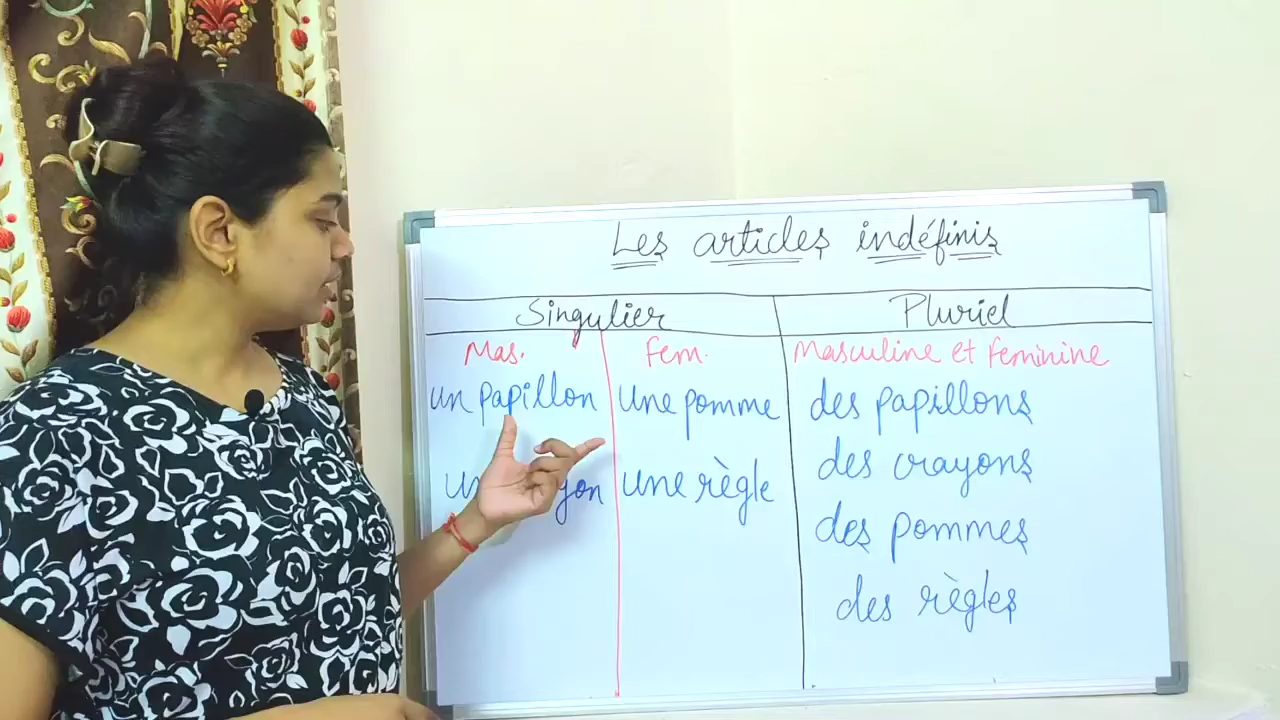 Les articles indéfinis
Singulier
Pluriel
Mas.
Fem.
Masculine et feminine
un papillon
une pomme
des papillons
des crayons
une règle
des pommes
des règles